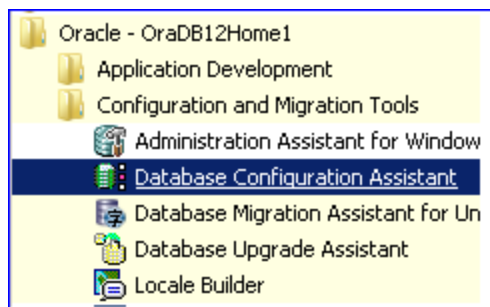 Oracle - OraDB12Home1
Application Development
Configuration and Migration Tools
Administration Assistant for Window
Database Configuration Assistant
Database Migration Assistant for Un
Database Upgrade Assistant
Locale Builder